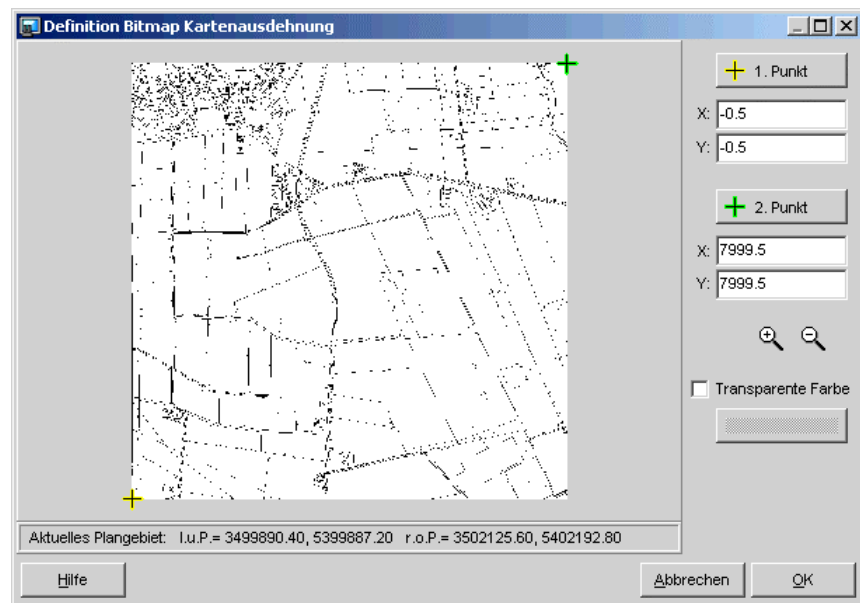 Definition Bitmap Kartenausdehnung
1. Punkt
X: -0.5
Y: -0.5
2. Punkt
X: 7999.5
Y: 7999.5
Transparente Farbe
Aktuelles Plangebiet: l.u.P.= 3499890.40, 5399887.20 r.o.P.= 3502125.60, 5402192.80
Hilfe
Abbrechen
OK